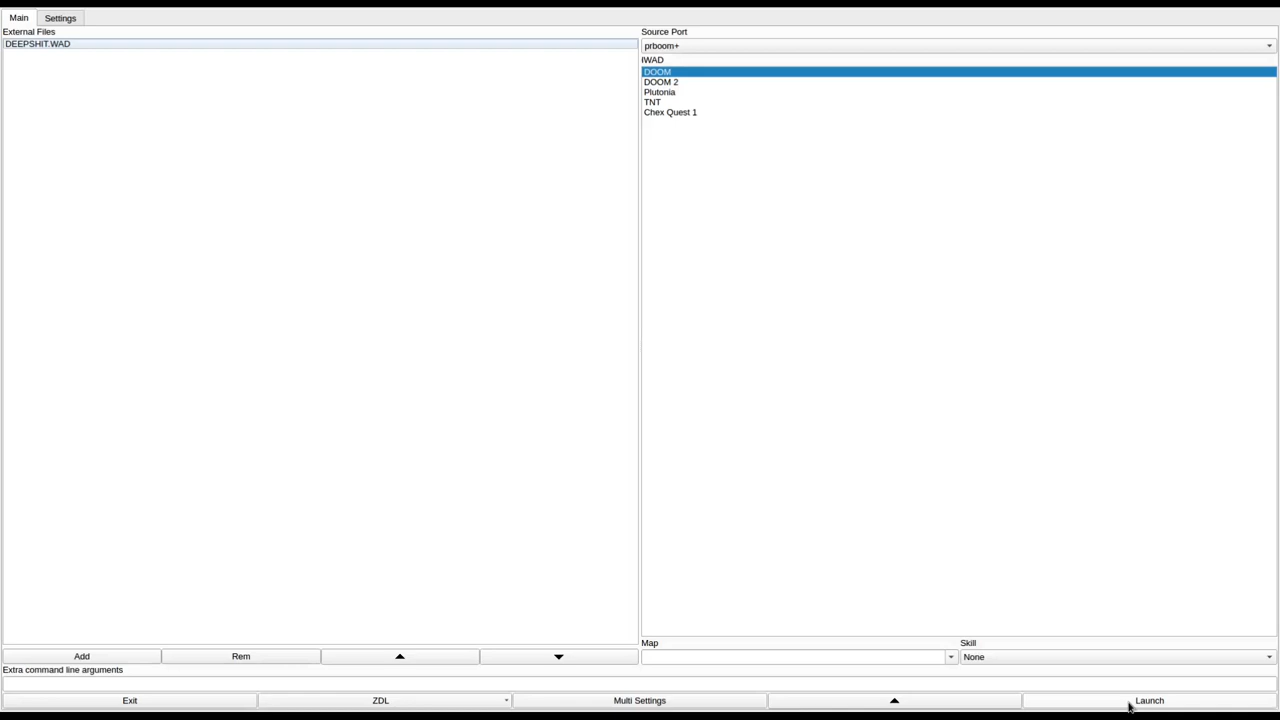 Main Settings
External Files
DEEPSHIT.WAD
Source Port
prboom+
IWAD
DOOM
DOOM 2
Plutonia
TNT
Chex Quest 1
Map Skill
None
Add Rem
Extra command line arguments
Exit ZDL Multi Settings Launch